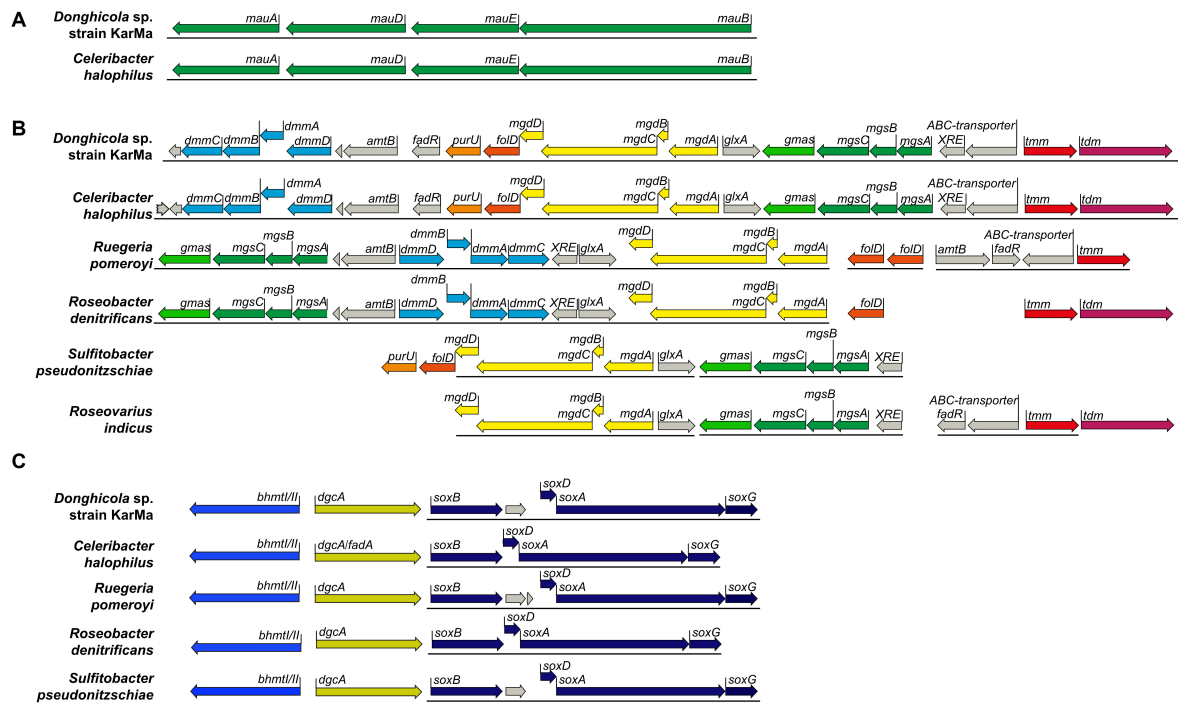 A
Donghicola sp.
strain KarMa
mauA mauD mauE mauB
Celeribacter
halophilus
mauA mauD mauE mauB
B
Donghicola sp.
strain KarMa
dmmC dmmB dmmA dmmD amtB fadR purU folD mgdD mgdC mgdB mgdA glxA gmas mgsC mgsB mgsA XRE ABC-transporter tmm tdm
Celeribacter
halophilus
dmmC dmmB dmmA dmmD amtB fadR purU folD mgdD mgdC mgdB mgdA glxA gmas mgsC mgsB mgsA XRE ABC-transporter tmm tdm
Ruegeria
pomeroyi
gmas mgsC mgsB mgsA amtB dmmD dmmB dmmA dmmC XRE glxA mgdD mgdC mgdB mgdA folD folD amtB fadR ABC-transporter tmm
Roseobacter
denitrificans
gmas mgsC mgsB mgsA amtB dmmD dmmB dmmA dmmC XRE glxA mgdD mgdC mgdB mgdA folD tmm tdm
Sulfitobacter
pseudonitzschiae
purU folD mgdD mgdC mgdB mgdA glxA gmas mgsC mgsB mgsA XRE
Roseovarius
indicus
mgdD mgdC mgdB mgdA glxA gmas mgsC mgsB mgsA XRE fadR ABC-transporter tmm tdm
C
Donghicola sp.
strain KarMa
bhmtI/II dgcA soxB soxD soxA soxG
Celeribacter
halophilus
bhmtI/II dgcA/fadA soxB soxD soxA soxG
Ruegeria
pomeroyi
bhmtI/II dgcA soxB soxD soxA soxG
Roseobacter
denitrificans
bhmtI/II dgcA soxB soxD soxA soxG
Sulfitobacter
pseudonitzschiae
bhmtI/II dgcA soxB soxD soxA soxG